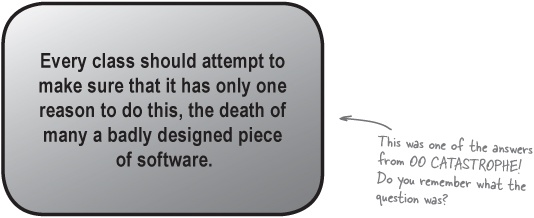 Every class should attempt to
make sure that it has only one
reason to do this, the death of
many a badly designed piece
of software.
This was one of the answers
from OO CATASTROPHE!
Do you remember what the
question was?